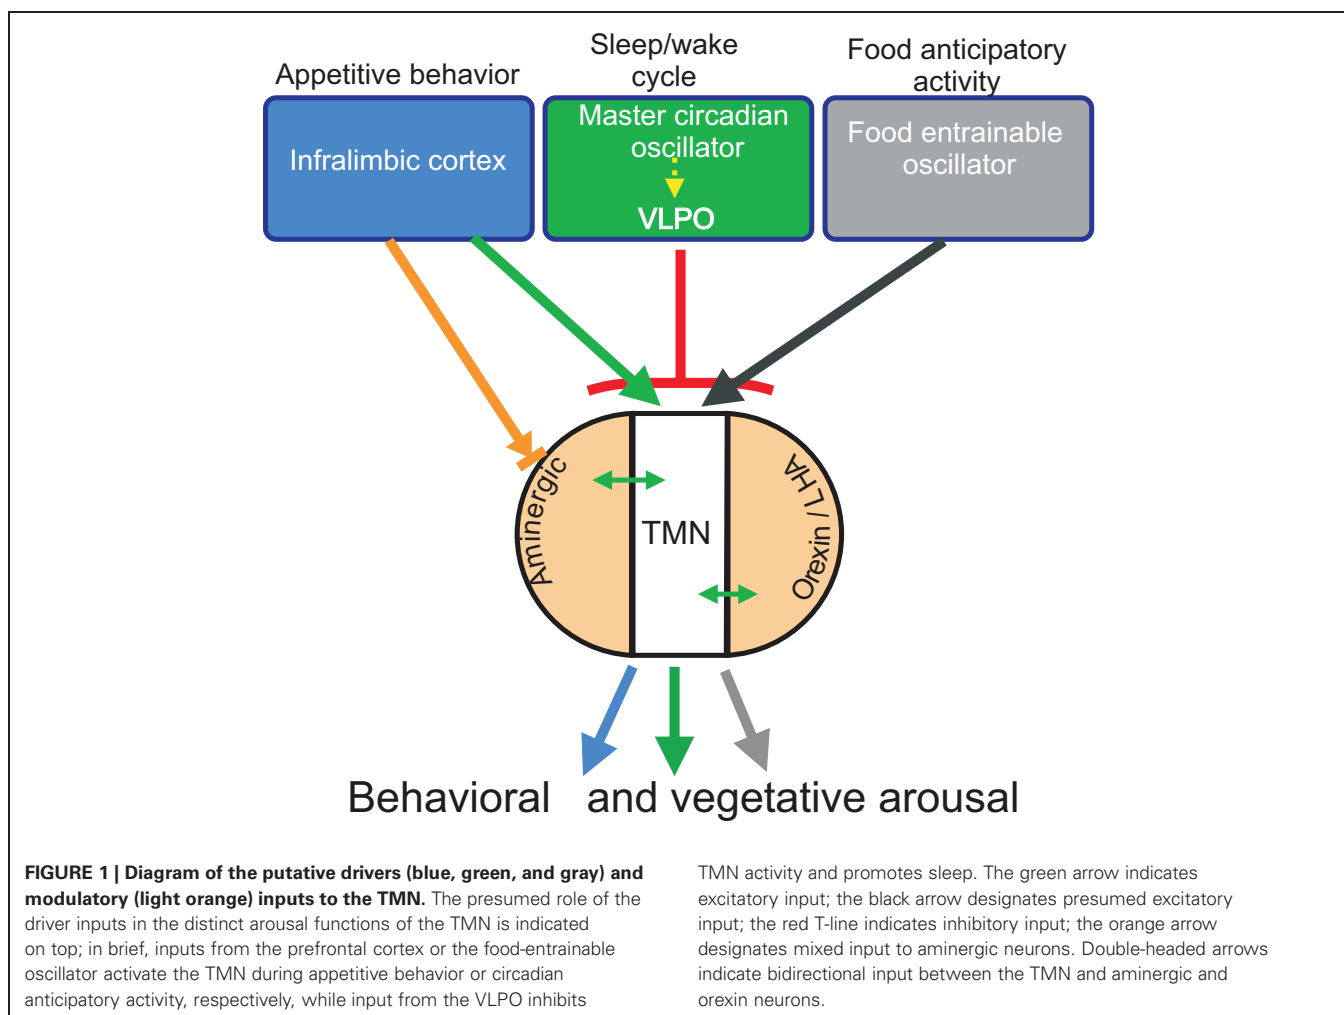 Appetitive behavior
Sleep/wake
cycle
Food anticipatory
activity
Infralimbic cortex
Master circadian
oscillator
VLPO
Food entrainable
oscillator
Aminergic
TMN
Orexin / LHA
Behavioral and vegetative arousal
FIGURE 1 | Diagram of the putative drivers (blue, green, and gray) and
modulatory (light orange) inputs to the TMN. The presumed role of the
driver inputs in the distinct arousal functions of the TMN is indicated
on top; in brief, inputs from the prefrontal cortex or the food-entrainable
oscillator activate the TMN during appetitive behavior or circadian
anticipatory activity, respectively, while input from the VLPO inhibits
TMN activity and promotes sleep. The green arrow indicates
excitatory input; the black arrow designates presumed excitatory
input; the red T-line indicates inhibitory input; the orange arrow
designates mixed input to aminergic neurons. Double-headed arrows
indicate bidirectional input between the TMN and aminergic and
orexin neurons.